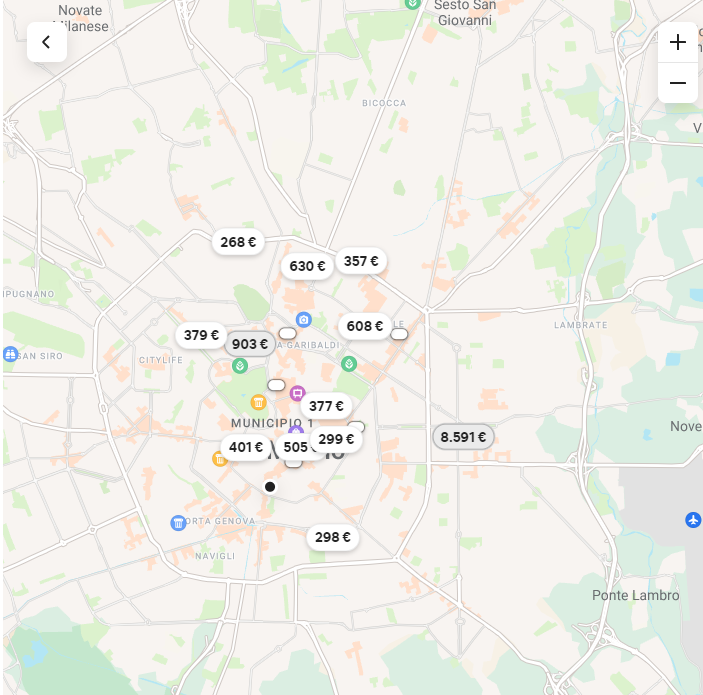 Novate
Milanese
Sesto San
Giovanni
BICOCCA
268 €
630 €
357 €
608 €
379 €
903 €
GARIBALDI
LAMBRATE
SAN SIRO
CITYLIFE
377 €
MUNICIPIO 1
401 €
505
299 €
8.591 €
Nove
PORTA GENOVA
298 €
NAVIGLI
Ponte Lambro